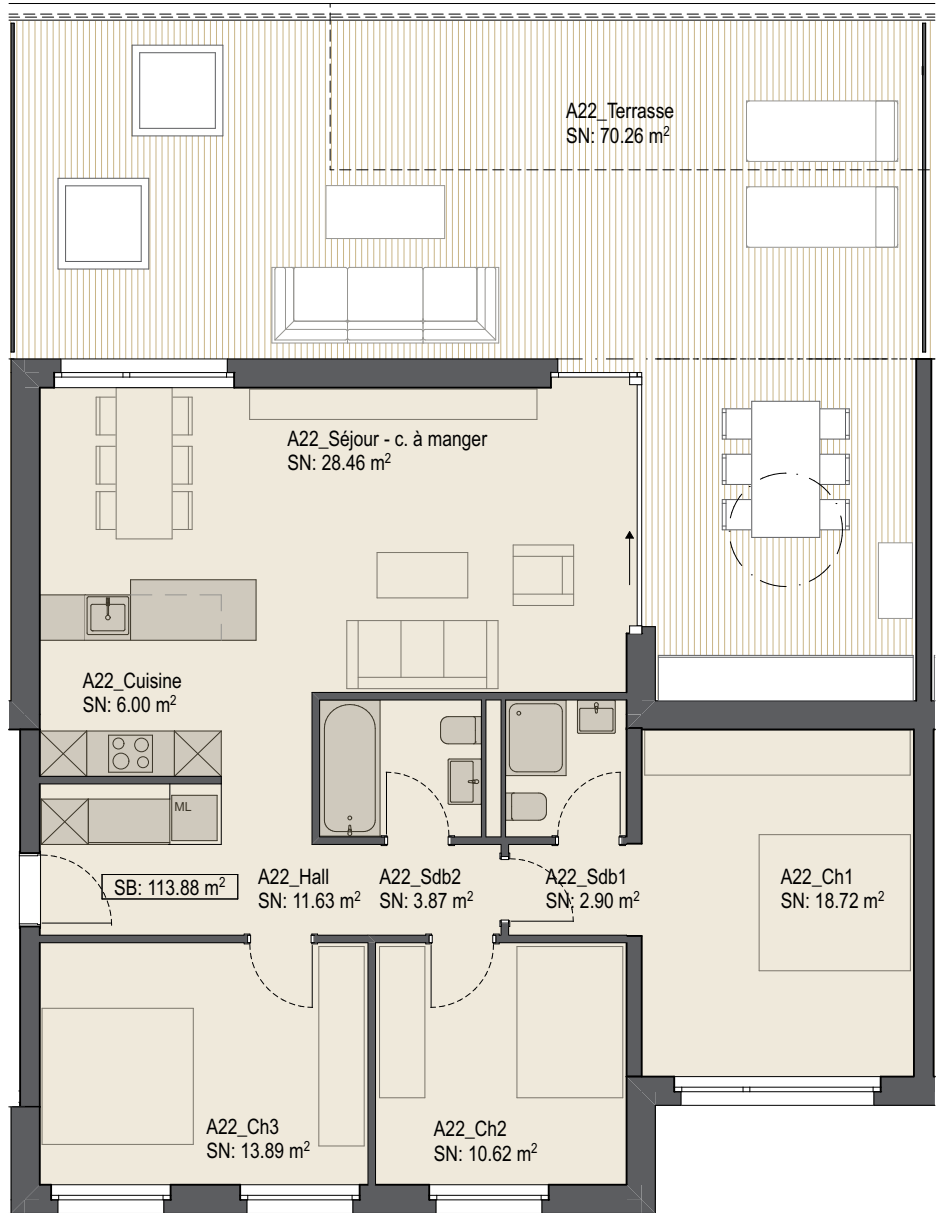 A22_Terrasse
SN: 70.26 m²
A22_Séjour - c. à manger
SN: 28.46 m²
A22_Cuisine
SN: 6.00 m²
ML
SB: 113.88 m²
A22_Hall
SN: 11.63 m²
A22_Sdb2
SN: 3.87 m²
A22_Sdb1
SN: 2.90 m²
A22_Ch1
SN: 18.72 m²
A22_Ch3
SN: 13.89 m²
A22_Ch2
SN: 10.62 m²